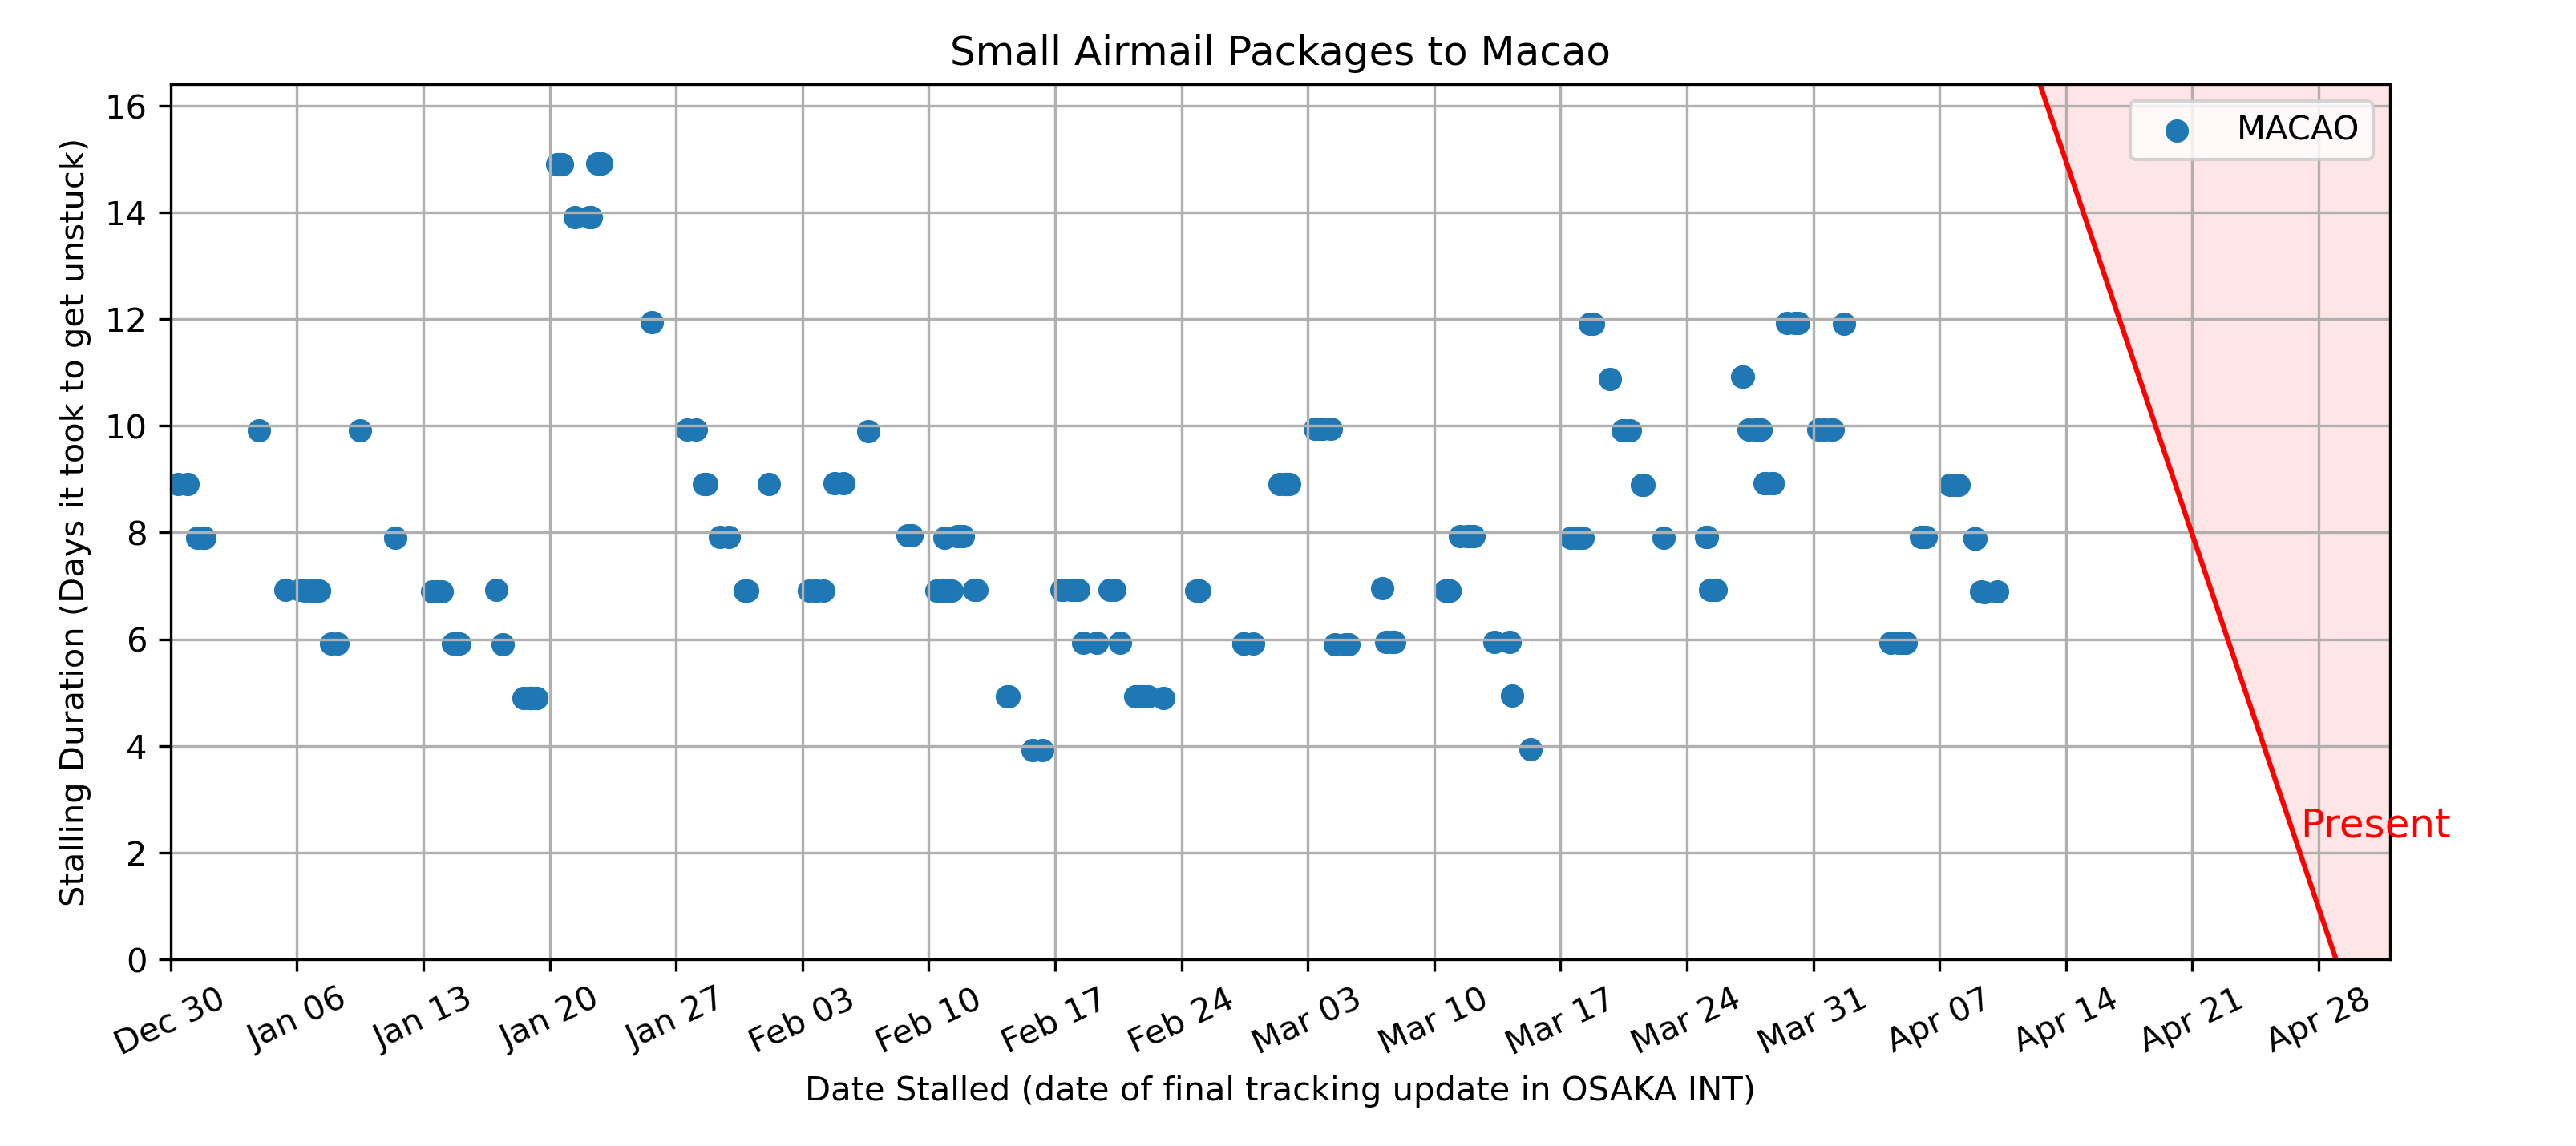 Small Airmail Packages to Macao
Stalling Duration (Days it took to get unstuck)
16
14
12
10
8
6
4
2
0
MACAO
Present
Dec 30
Jan 06
Jan 13
Jan 20
Jan 27
Feb 03
Feb 10
Feb 17
Feb 24
Mar 03
Mar 10
Mar 17
Mar 24
Mar 31
Apr 07
Apr 14
Apr 21
Apr 28
Date Stalled (date of final tracking update in OSAKA INT)